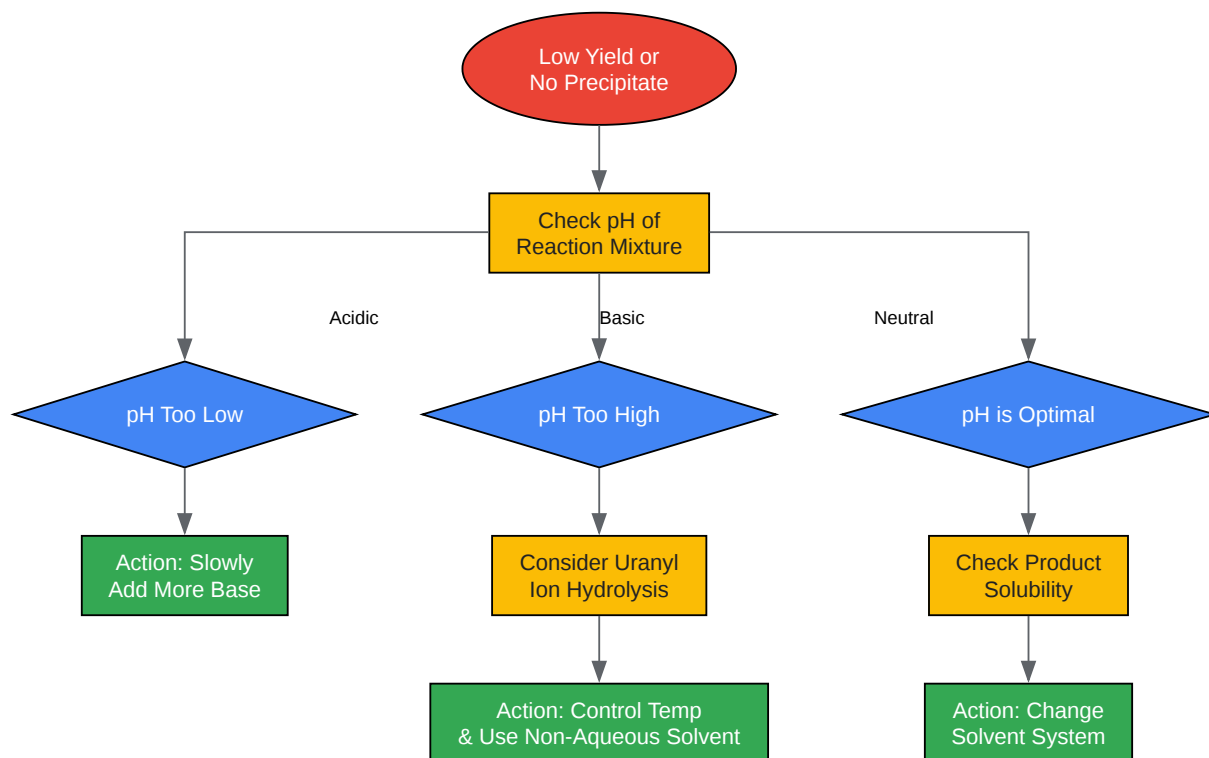 Low Yield or
No Precipitate
Check pH of
Reaction Mixture
Acidic
Basic
Neutral
pH Too Low
pH Too High
pH is Optimal
Action: Slowly
Add More Base
Consider Uranyl
Ion Hydrolysis
Check Product
Solubility
Action: Control Temp
& Use Non-Aqueous Solvent
Action: Change
Solvent System